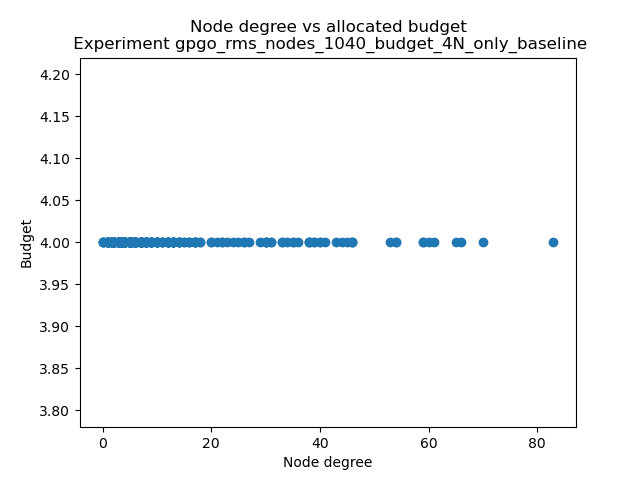 Node degree vs allocated budget
Experiment gpgo_rms_nodes_1040_budget_4N_only_baseline
4.20
4.15
4.10
4.05
4.00
3.95
3.90
3.85
3.80
Budget
0 20 40 60 80
Node degree